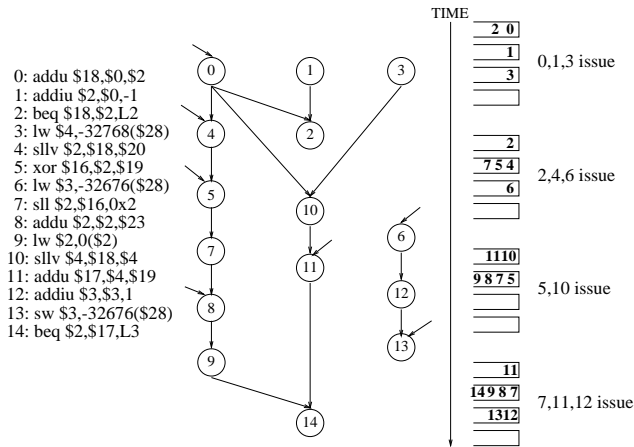 TIME
0: addu $18,$0,$2
1: addiu $2,$0,-1
2: beq $18,$2,L2
3: lw $4,-32768($28)
4: sllv $2,$18,$20
5: xor $16,$2,$19
6: lw $3,-32676($28)
7: sll $2,$16,0x2
8: addu $2,$2,$23
9: lw $2,0($2)
10: sllv $4,$18,$4
11: addu $17,$4,$19
12: addiu $3,$3,1
13: sw $3,-32676($28)
14: beq $2,$17,L3
0
1
3
4
2
5
10
6
7
11
12
8
13
9
14
2 0
1
3
0,1,3 issue
2
7 5 4
6
2,4,6 issue
1110
9 8 7 5
5,10 issue
11
14 9 8 7
1312
7,11,12 issue